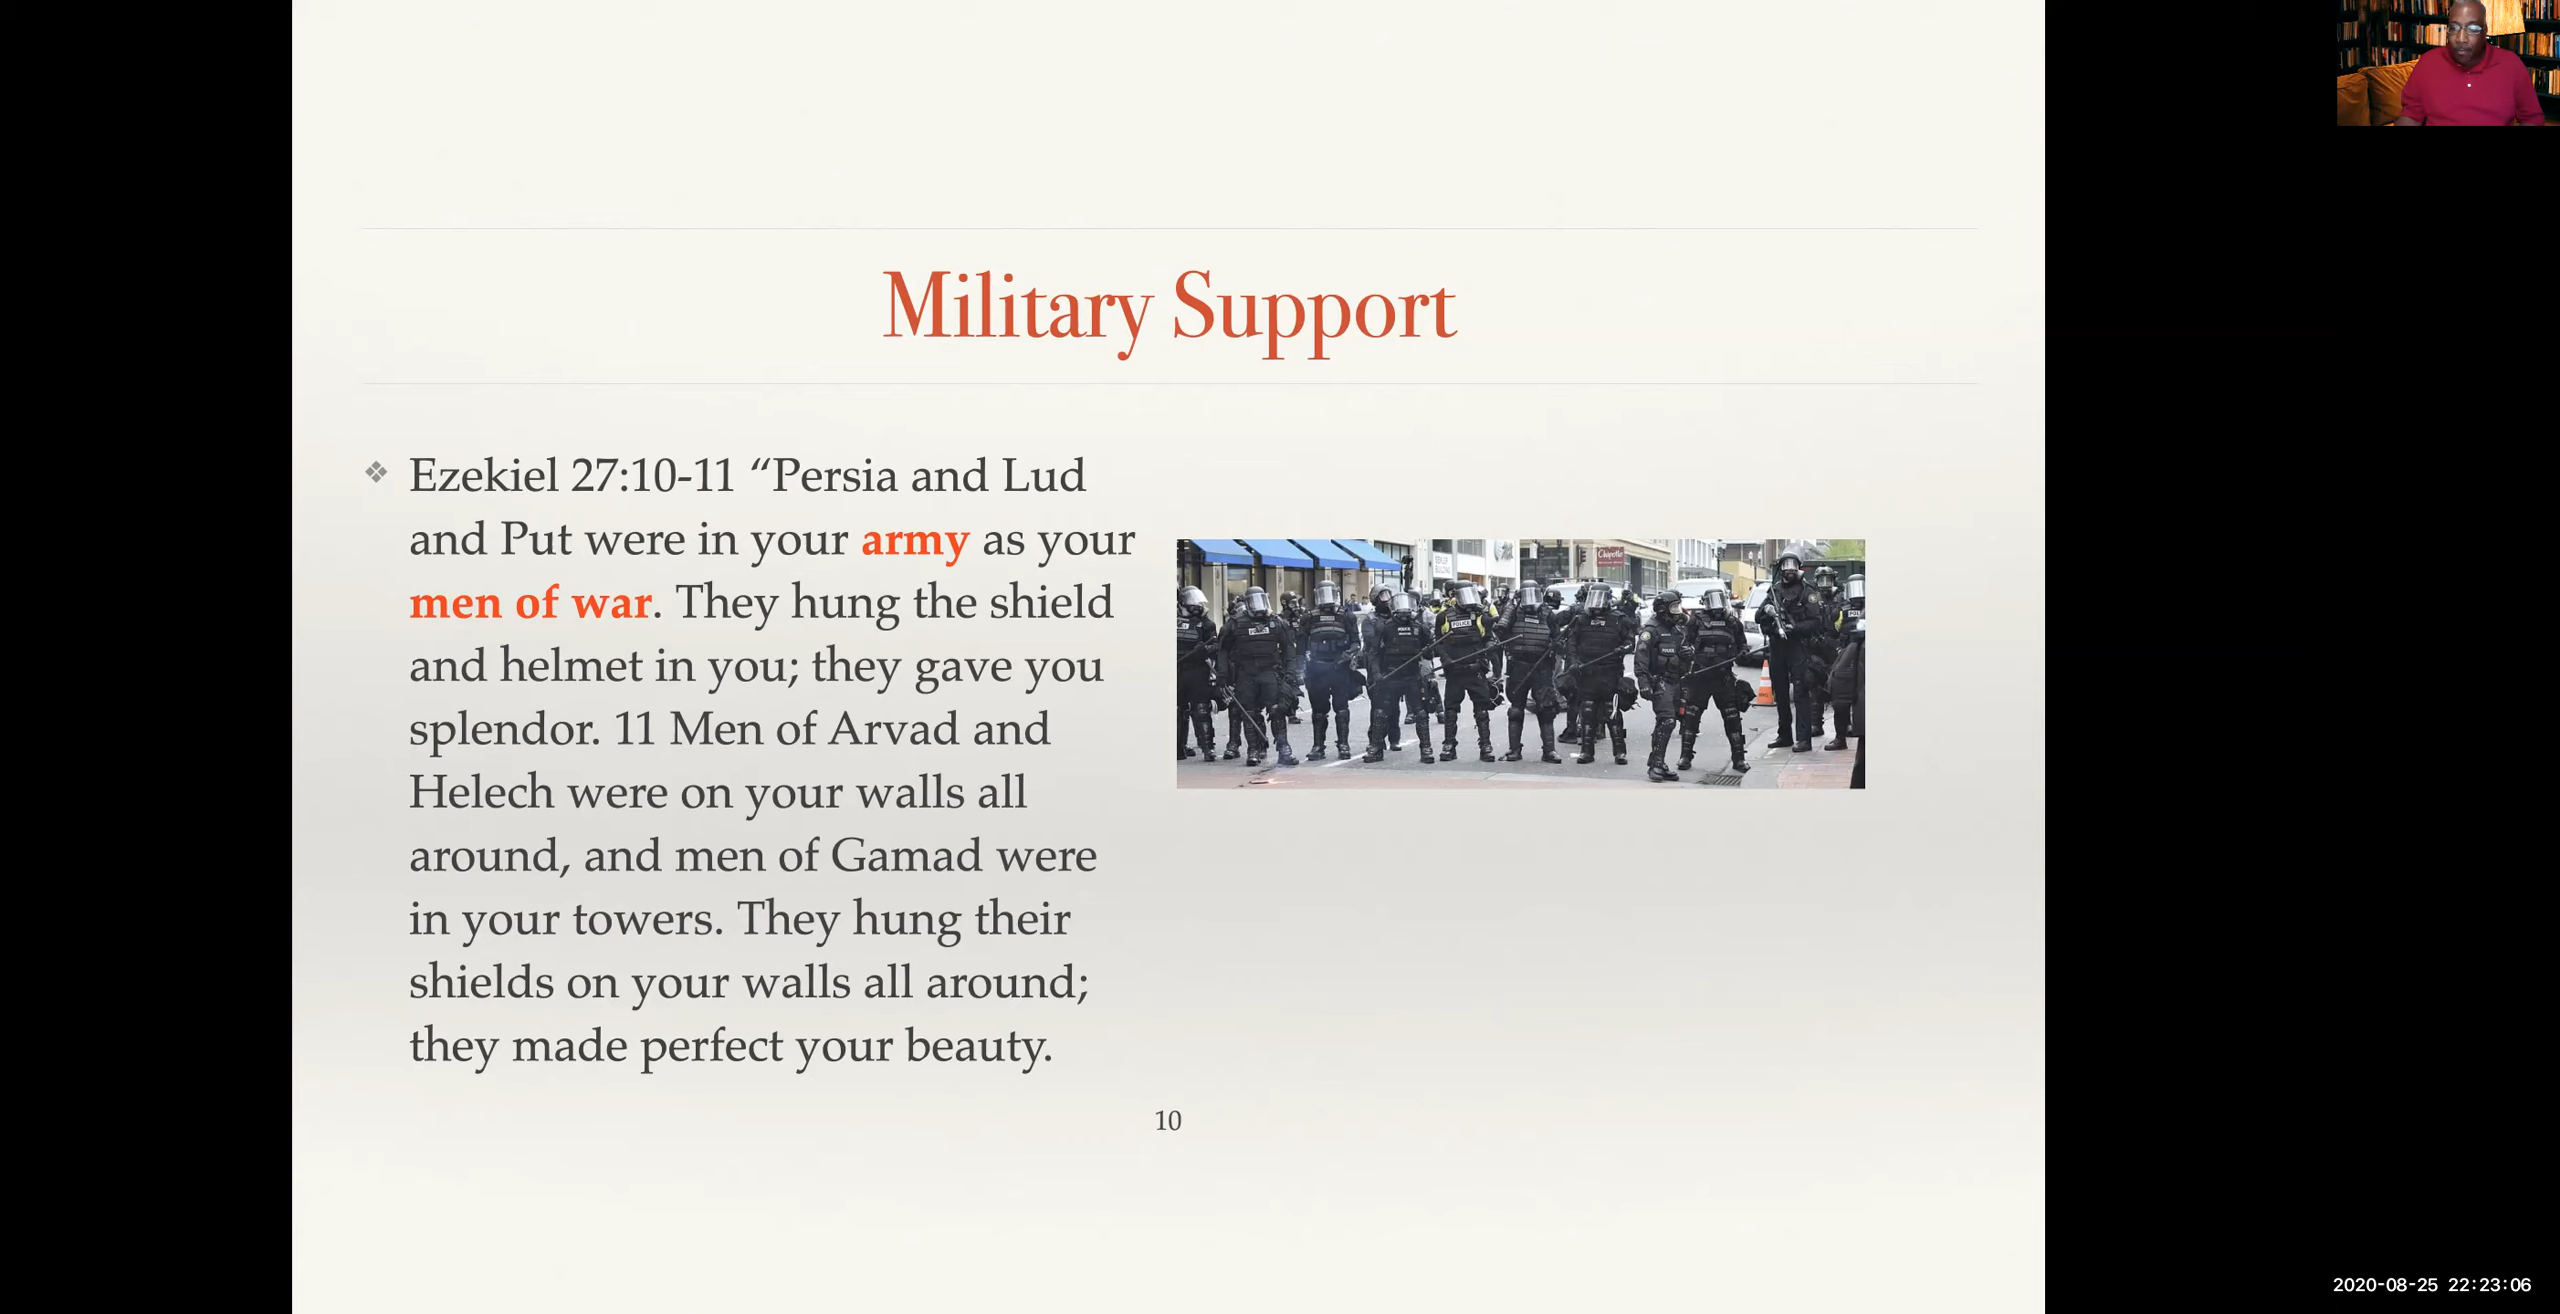 Military Support
❖ Ezekiel 27:10-11 “Persia and Lud
and Put were in your army as your
men of war. They hung the shield
and helmet in you; they gave you
splendor. 11 Men of Arvad and
Helech were on your walls all
around, and men of Gamad were
in your towers. They hung their
shields on your walls all around;
they made perfect your beauty.
Chipotle
POLICE
10
2020-08-25 22:23:06